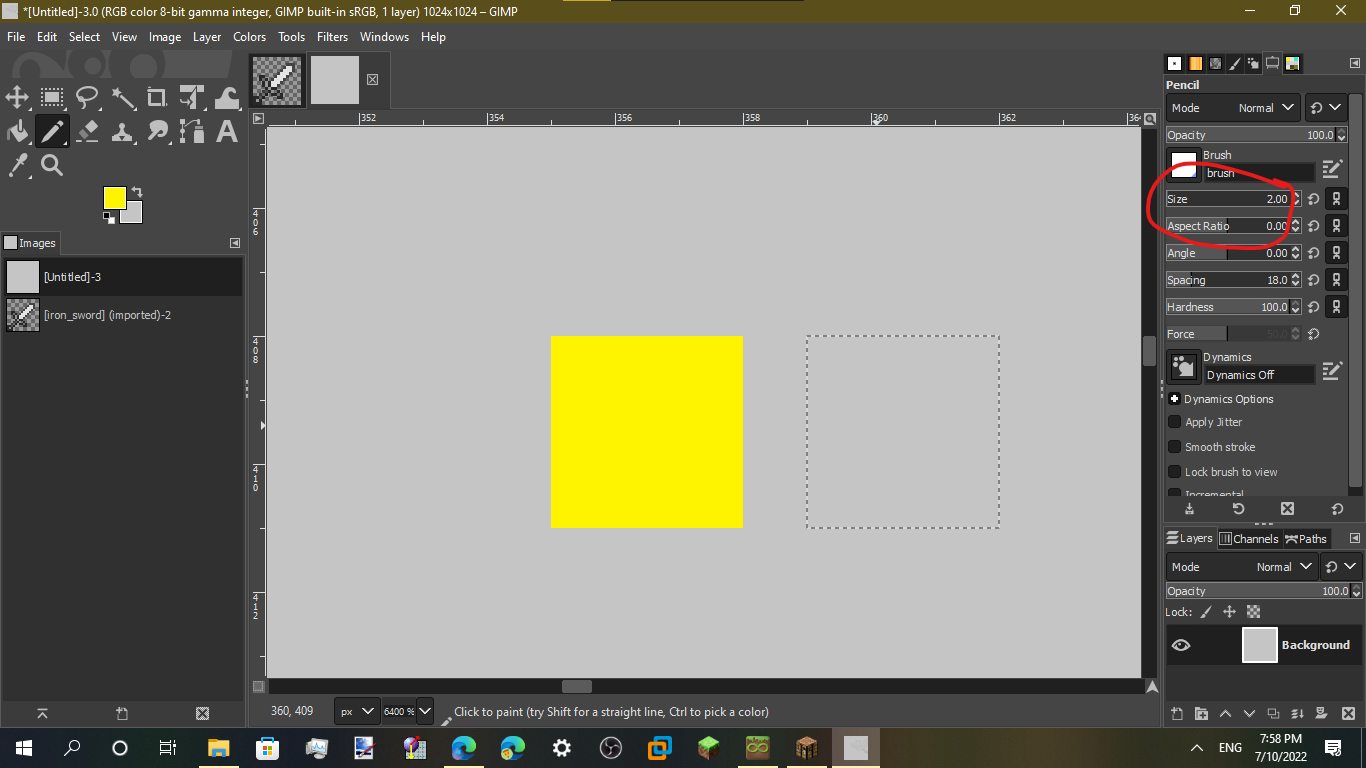 *[Untitled]-3.0 (RGB color 8-bit gamma integer, GIMP built-in sRGB, 1 layer) 1024x1024 – GIMP
File Edit Select View Image Layer Colors Tools Filters Windows Help
Images
[Untitled]-3
[iron_sword] (imported)-2
352 354 356 358 360 362 364
406
408
410
412
Pencil
Mode Normal
Opacity 100.0
Brush
brush
Size 2.00
Aspect Ratio 0.00
Angle 0.00
Spacing 18.0
Hardness 100.0
Force 50.0
Dynamics
Dynamics Off
Dynamics Options
Apply Jitter
Smooth stroke
Lock brush to view
Incremental
Layers Channels Paths
Mode Normal
Opacity 100.0
Lock:
Background
360, 409 px 6400 % Click to paint (try Shift for a straight line, Ctrl to pick a color)
ENG
7:58 PM
7/10/2022